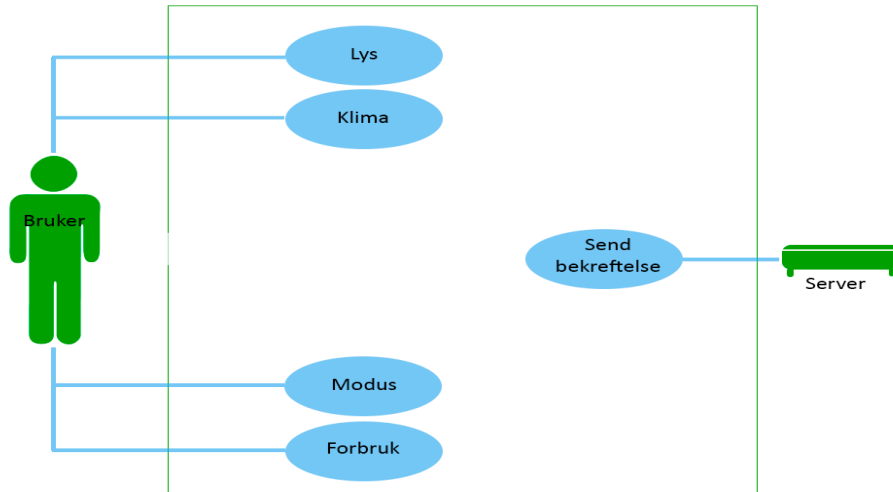 Lys
Klima
Bruker
Send
bekreftelse
Server
Modus
Forbruk